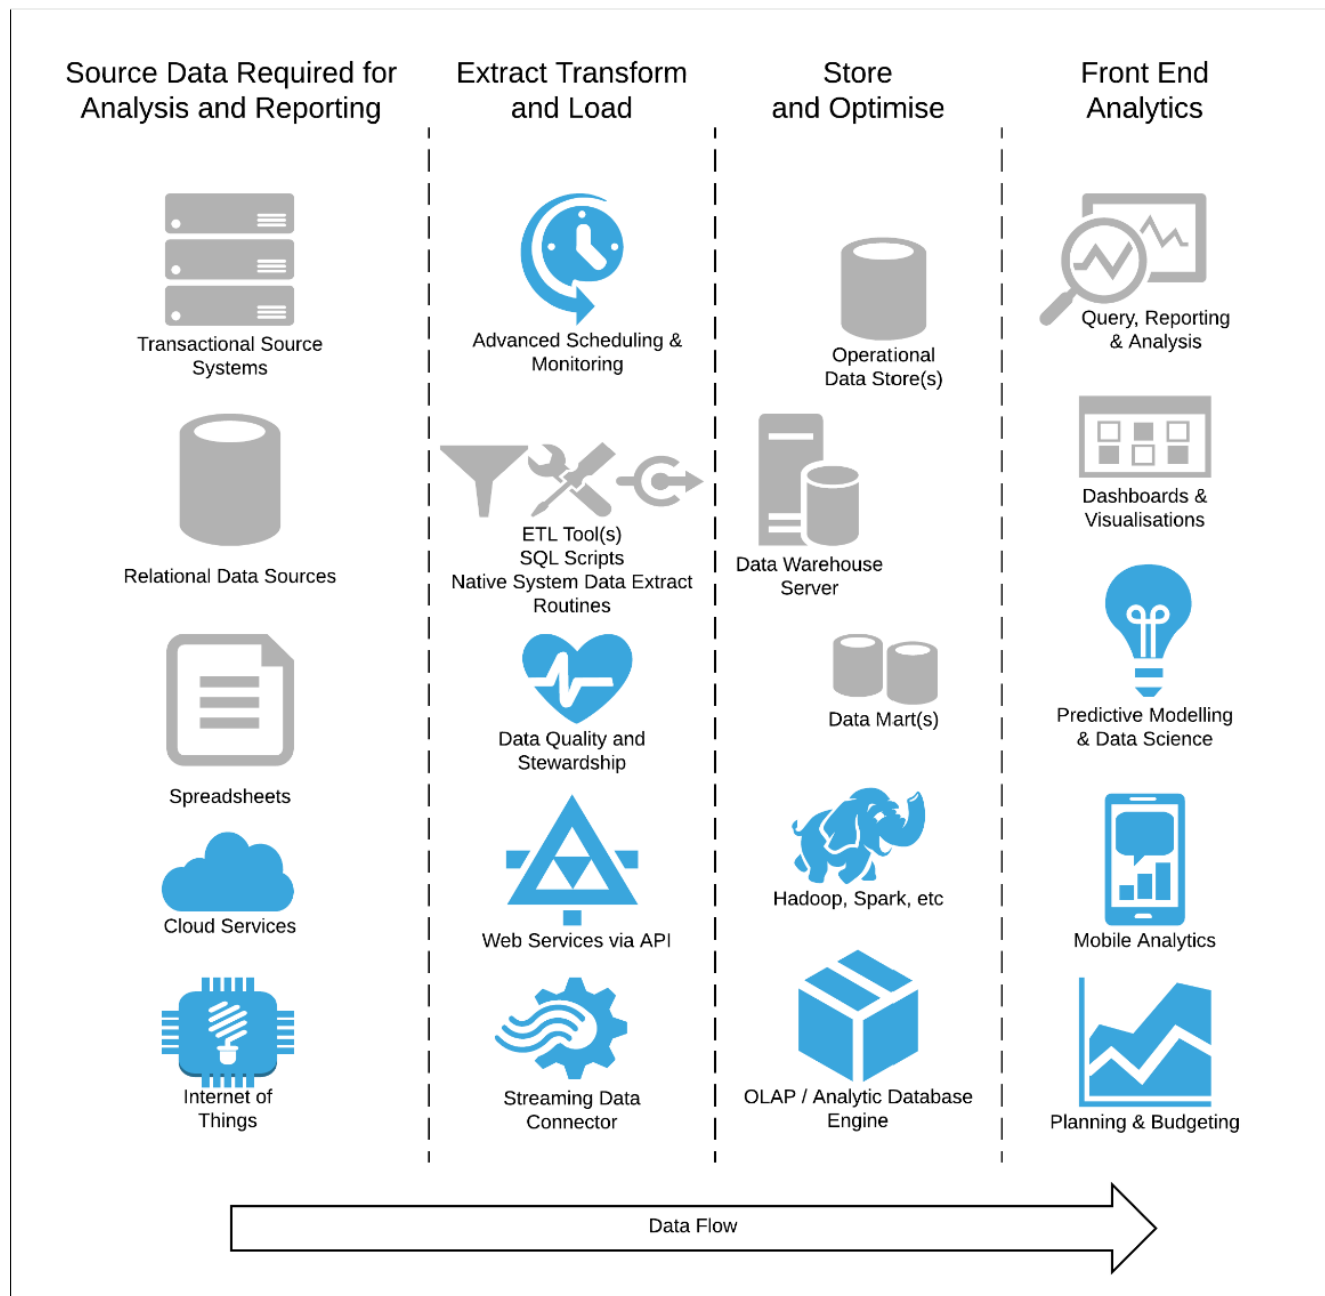 Source Data Required for
Analysis and Reporting
Extract Transform
and Load
Store
and Optimise
Front End
Analytics
Transactional Source
Systems
Relational Data Sources
Spreadsheets
Cloud Services
Internet of
Things
Advanced Scheduling &
Monitoring
ETL Tool(s)
SQL Scripts
Native System Data Extract
Routines
Data Quality and
Stewardship
Web Services via API
Streaming Data
Connector
Operational
Data Store(s)
Data Warehouse
Server
Data Mart(s)
Hadoop, Spark, etc
OLAP / Analytic Database
Engine
Query, Reporting
& Analysis
Dashboards &
Visualisations
Predictive Modelling
& Data Science
Mobile Analytics
Planning & Budgeting
Data Flow